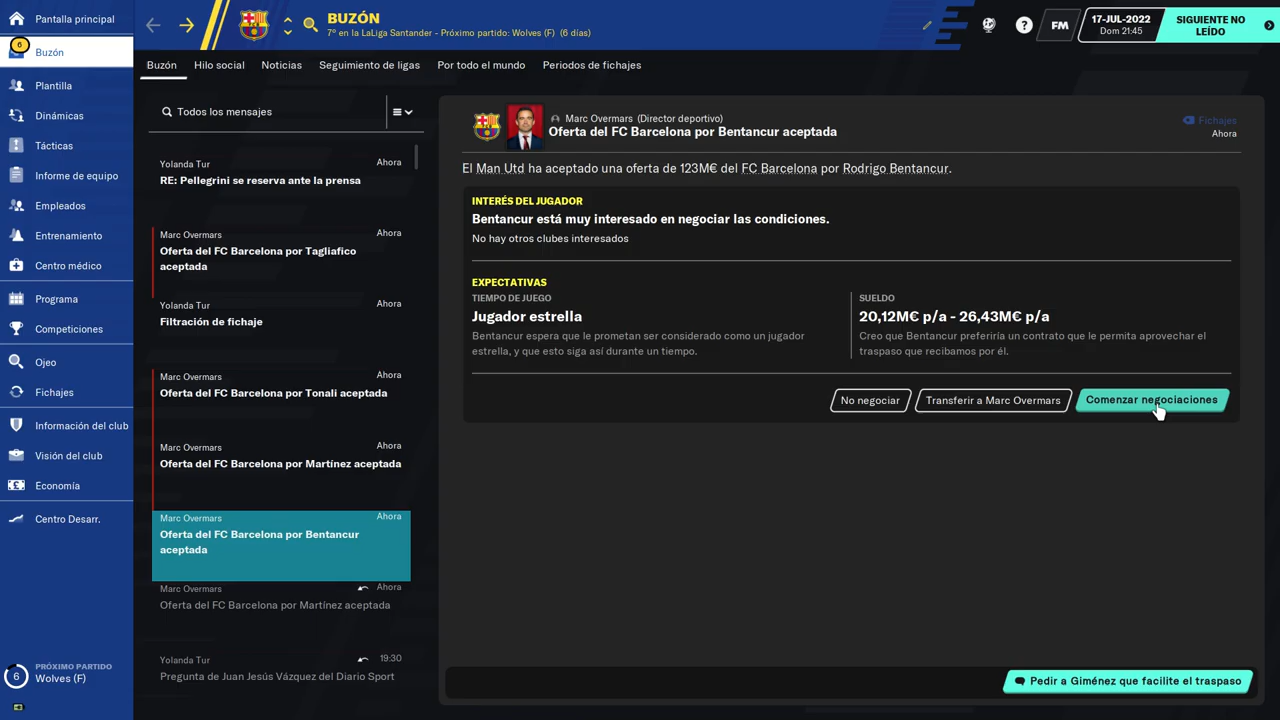 Pantalla principal
6
Buzón
Plantilla
Dinámicas
Tácticas
Informe de equipo
Empleados
Entrenamiento
Centro médico
Programa
Competiciones
Ojeo
Fichajes
Información del club
Visión del club
Economía
Centro Desarr.
6
PRÓXIMO PARTIDO
Wolves (F)
BUZÓN
7º en la LaLiga Santander - Próximo partido: Wolves (F) (6 días)
?
FM
17-JUL-2022
Dom 21:45
SIGUIENTE NO
LEÍDO
Buzón
Hilo social
Noticias
Seguimiento de ligas
Por todo el mundo
Periodos de fichajes
Todos los mensajes
Yolanda Tur
Ahora
RE: Pellegrini se reserva ante la prensa
Marc Overmars
Ahora
Oferta del FC Barcelona por Tagliafico
aceptada
Yolanda Tur
Ahora
Filtración de fichaje
Marc Overmars
Ahora
Oferta del FC Barcelona por Tonali aceptada
Marc Overmars
Ahora
Oferta del FC Barcelona por Martínez aceptada
Marc Overmars
Ahora
Oferta del FC Barcelona por Bentancur
aceptada
Marc Overmars
Ahora
Oferta del FC Barcelona por Martínez aceptada
Yolanda Tur
19:30
Pregunta de Juan Jesús Vázquez del Diario Sport
Marc Overmars (Director deportivo)
Oferta del FC Barcelona por Bentancur aceptada
Fichajes
Ahora
El Man Utd ha aceptado una oferta de 123M€ del FC Barcelona por Rodrigo Bentancur.
INTERÉS DEL JUGADOR
Bentancur está muy interesado en negociar las condiciones.
No hay otros clubes interesados
EXPECTATIVAS
TIEMPO DE JUEGO
Jugador estrella
Bentancur espera que le prometan ser considerado como un jugador
estrella, y que esto siga así durante un tiempo.
SUELDO
20,12M€ p/a - 26,43M€ p/a
Creo que Bentancur preferiría un contrato que le permita aprovechar el
traspaso que recibamos por él.
No negociar
Transferir a Marc Overmars
Comenzar negociaciones
Pedir a Giménez que facilite el traspaso